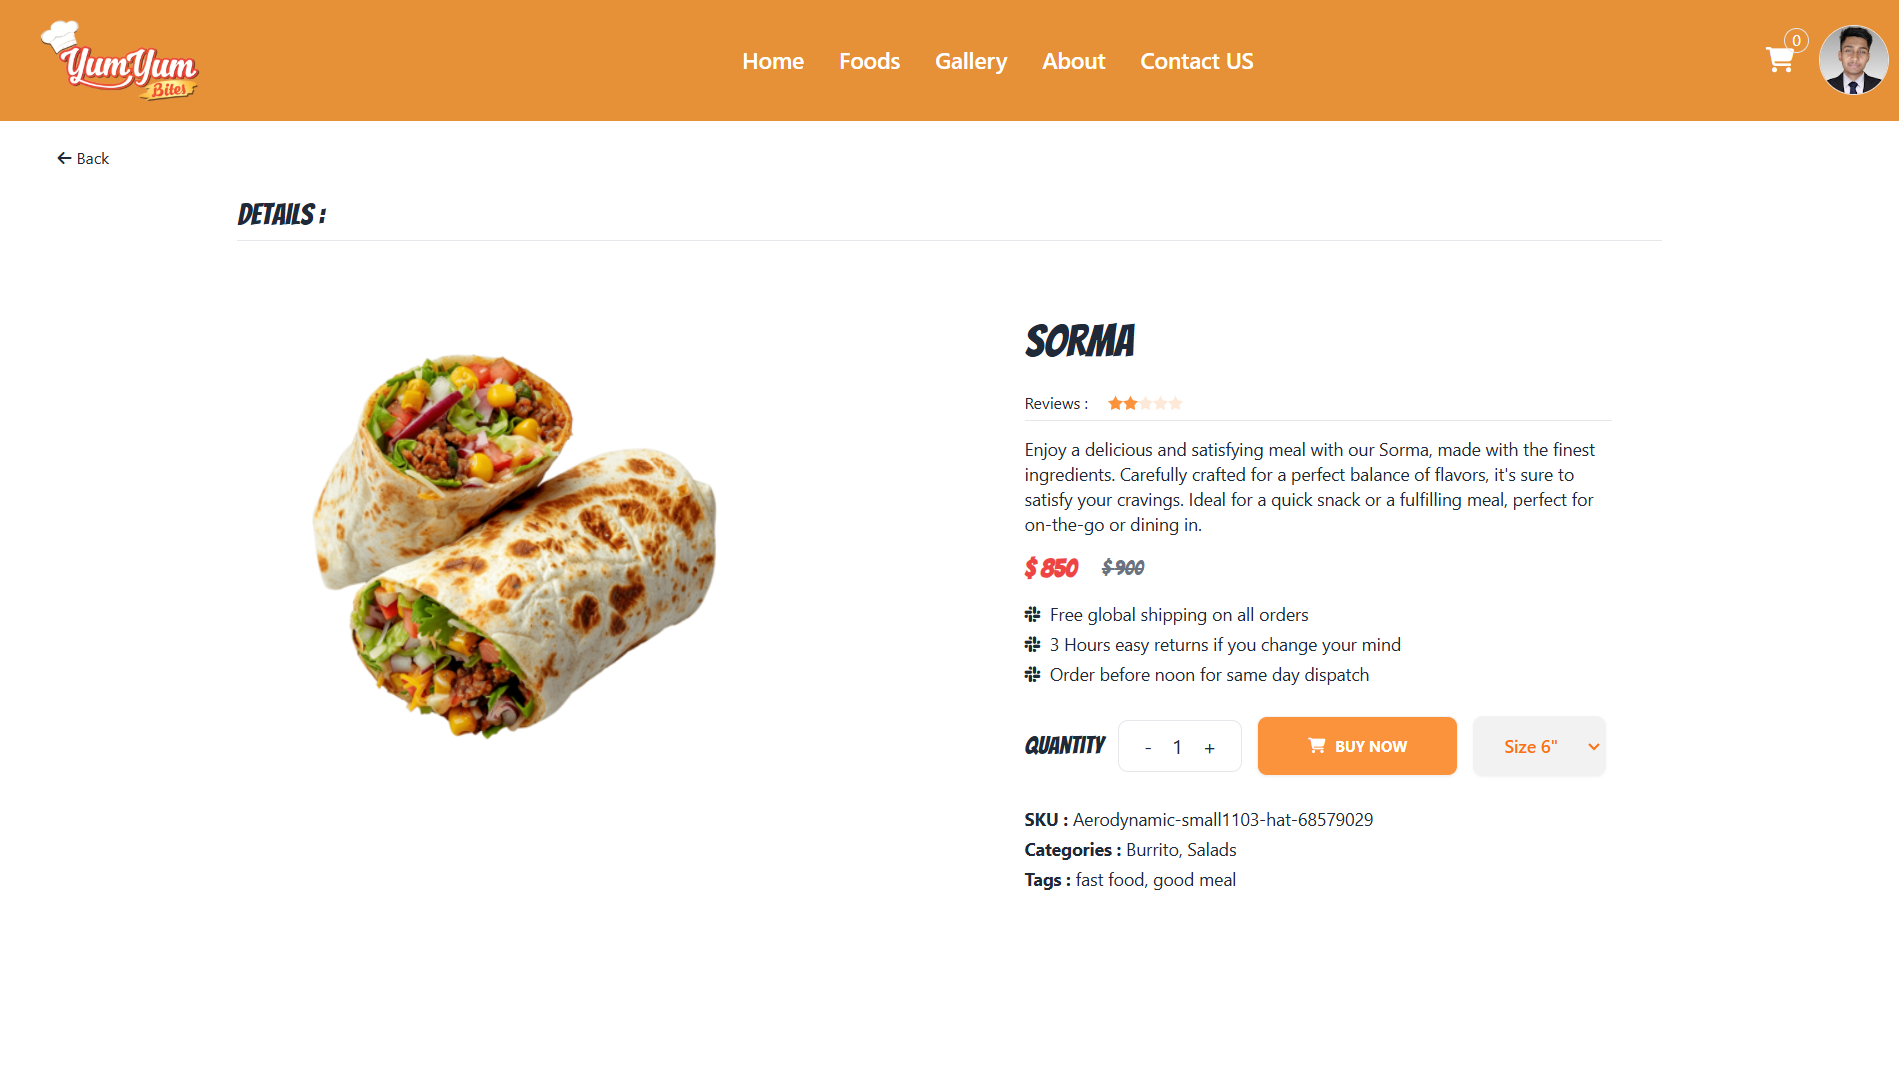 YumYum
Bites
Home Foods Gallery About Contact US
0
Back
DETAILS :
SORMA
Reviews :
Enjoy a delicious and satisfying meal with our Sorma, made with the finest
ingredients. Carefully crafted for a perfect balance of flavors, it's sure to
satisfy your cravings. Ideal for a quick snack or a fulfilling meal, perfect for
on-the-go or dining in.
$ 850 $ 900
Free global shipping on all orders
3 Hours easy returns if you change your mind
Order before noon for same day dispatch
QUANTITY - 1 + BUY NOW Size 6"
SKU : Aerodynamic-small1103-hat-68579029
Categories : Burrito, Salads
Tags : fast food, good meal